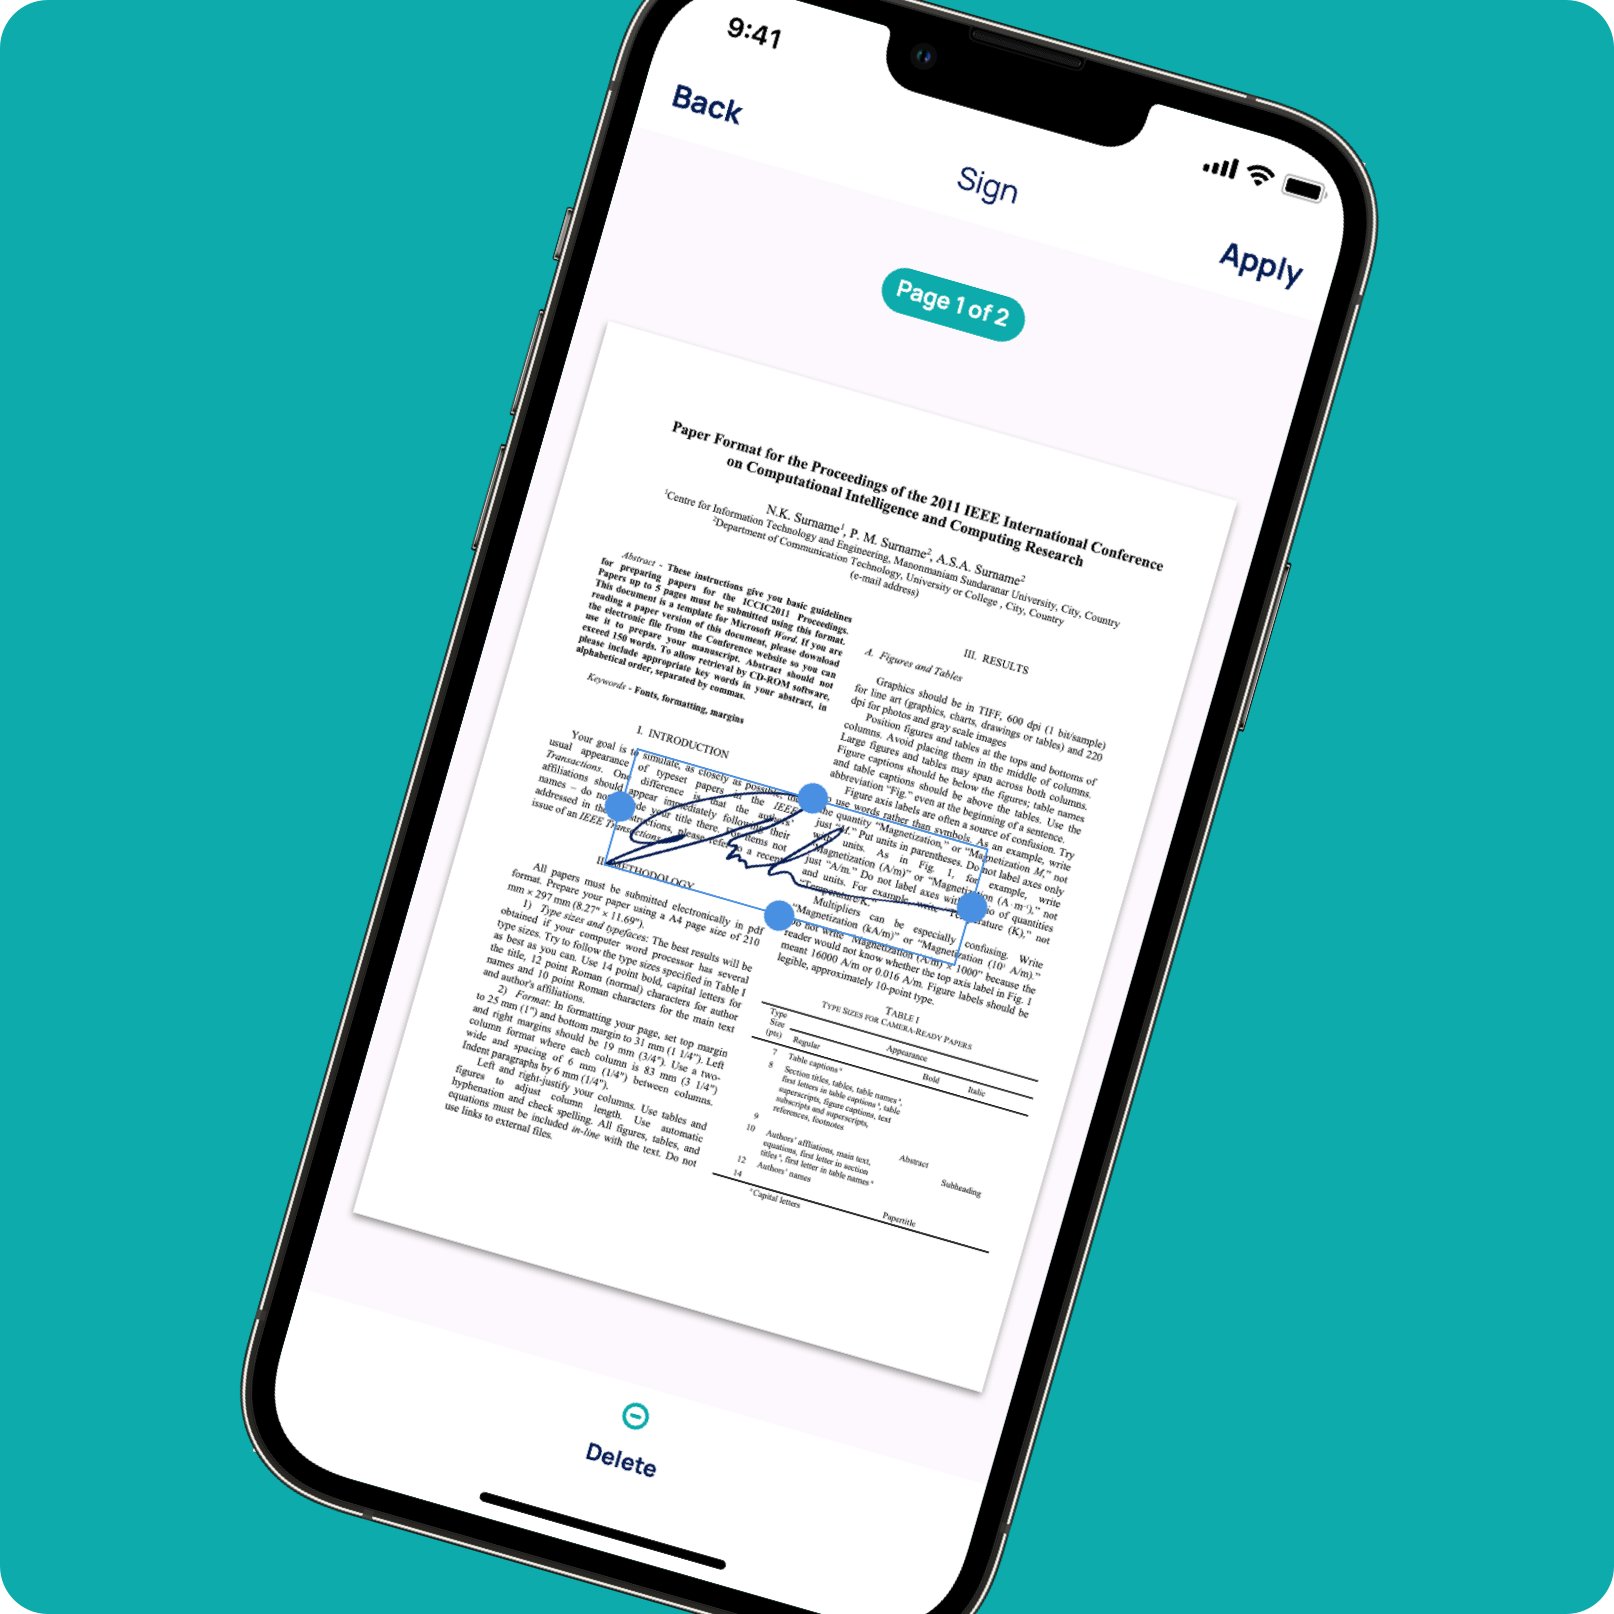 9:41
Back
Sign
Apply
Page 1 of 2
Paper Format for the Proceedings of the 2011 IEEE International Conference
on Computational Intelligence and Computing Research
N.K. Surname¹, P. M. Surname², A.S.A. Surname²
¹Centre for Information Technology and Engineering, Manonmaniam Sundaranar University, City, Country
²Department of Communication Technology, University or College , City, Country
(e-mail address)
Abstract - These instructions give you basic guidelines
for preparing papers for the ICCIC2011 Proceedings.
Papers up to 5 pages must be submitted using this format.
This document is a template for Microsoft Word. If you are
reading a paper version of this document, please download
the electronic file from the Conference website so you can
use it to prepare your manuscript. Abstract should not
exceed 150 words. To allow retrieval by CD-ROM software,
please include appropriate key words in your abstract, in
alphabetical order, separated by commas.
Keywords - Fonts, formatting, margins
I. INTRODUCTION
Your goal is to simulate, as closely as possible, the
usual appearance of typeset papers in the IEEE
Transactions. One difference is that the authors'
affiliations should appear immediately following their
names – do not your title there. For items not
addressed in these instructions, please refer to a recent
issue of an IEEE Transactions
II. METHODOLOGY
All papers must be submitted electronically in pdf
format. Prepare your paper using a A4 page size of 210
mm × 297 mm (8.27" × 11.69").
1) Type sizes and typefaces: The best results will be
obtained if your computer word processor has several
type sizes. Try to follow the type sizes specified in Table I
as best as you can. Use 14 point bold, capital letters for
the title, 12 point Roman (normal) characters for author
names and 10 point Roman characters for the main text
and author's affiliations.
2) Format: In formatting your page, set top margin
to 25 mm (1") and bottom margin to 31 mm (1 1/4"). Left
and right margins should be 19 mm (3/4"). Use a two-
column format where each column is 83 mm (3 1/4")
wide and spacing of 6 mm (1/4") between columns.
Indent paragraphs by 6 mm (1/4").
Left and right-justify your columns. Use tables and
figures to adjust column length. Use automatic
hyphenation and check spelling. All figures, tables, and
equations must be included in-line with the text. Do not
use links to external files.
III. RESULTS
A. Figures and Tables
Graphics should be in TIFF, 600 dpi (1 bit/sample)
for line art (graphics, charts, drawings or tables) and 220
dpi for photos and gray scale images
Position figures and tables at the tops and bottoms of
columns. Avoid placing them in the middle of columns.
Large figures and tables may span across both columns.
Figure captions should be below the figures; table names
and table captions should be above the tables. Use the
abbreviation “Fig.” even at the beginning of a sentence.
Figure axis labels are often a source of confusion. Try
to use words rather than symbols. As an example, write
the quantity “Magnetization,” or “Magnetization M,” not
just “M.” Put units in parentheses. Do not label axes only
with units. As in Fig. 1, for example, write
“Magnetization (A/m)” or “Magnetization (A·m⁻¹),” not
just “A/m.” Do not label axes with ratio of quantities
and units. For example, write “Temperature (K),” not
“Temperature/K.”
Multipliers can be especially confusing. Write
“Magnetization (kA/m)” or “Magnetization (10³ A/m).”
Do not write “Magnetization (A/m) × 1000” because the
reader would not know whether the top axis label in Fig. 1
meant 16000 A/m or 0.016 A/m. Figure labels should be
legible, approximately 10-point type.
TABLE I
TYPE SIZES FOR CAMERA-READY PAPERS
Type
Size
(pts)
Appearance
Regular
Bold
Italic
7 Table captionsᵃ
8 Section titles, tables, table namesᵃ,
first letters in table captionsᵃ, table
superscripts, figure captions, text
subscripts and superscripts,
references, footnotes
9
Abstract
10 Authors' affliations, main text,
equations, first letter in section
titlesᵃ, first letter in table namesᵃ
Subheading
12 Authors' names
14
Papertitle
ᵃCapital letters
Delete